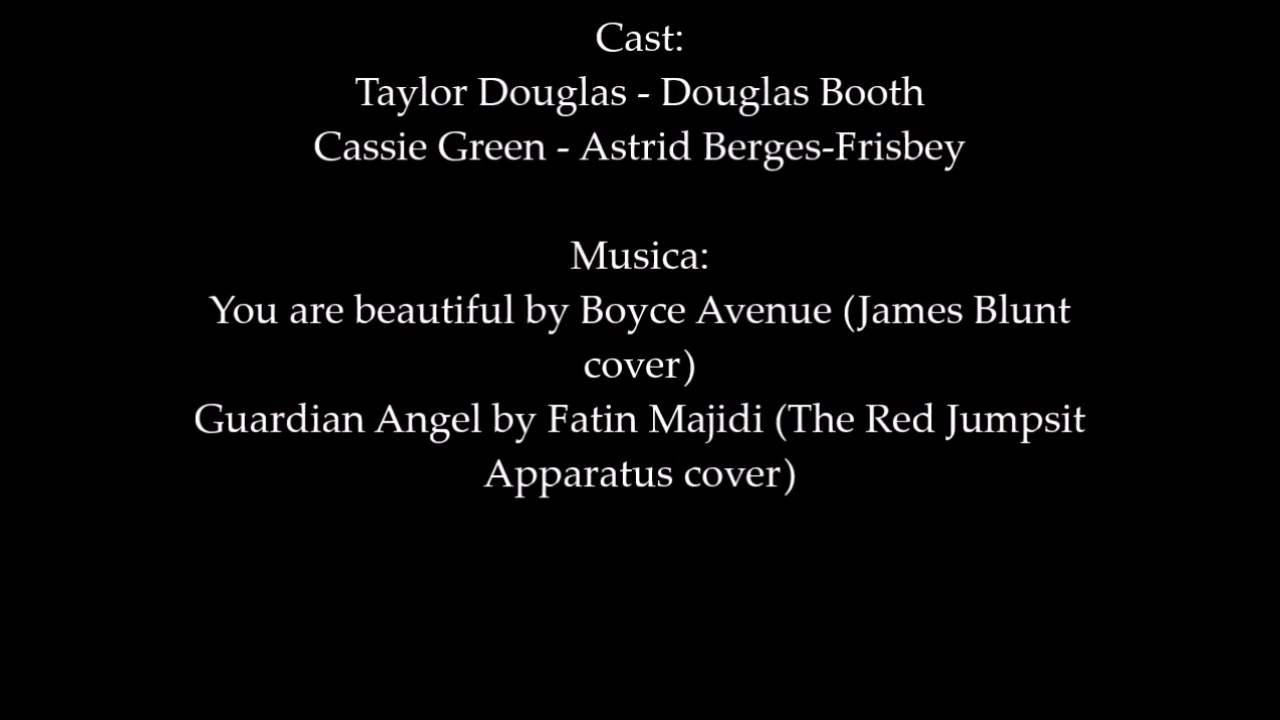 Cast:
Taylor Douglas - Douglas Booth
Cassie Green - Astrid Berges-Frisbey
Musica:
You are beautiful by Boyce Avenue (James Blunt
cover)
Guardian Angel by Fatin Majidi (The Red Jumpsit
Apparatus cover)